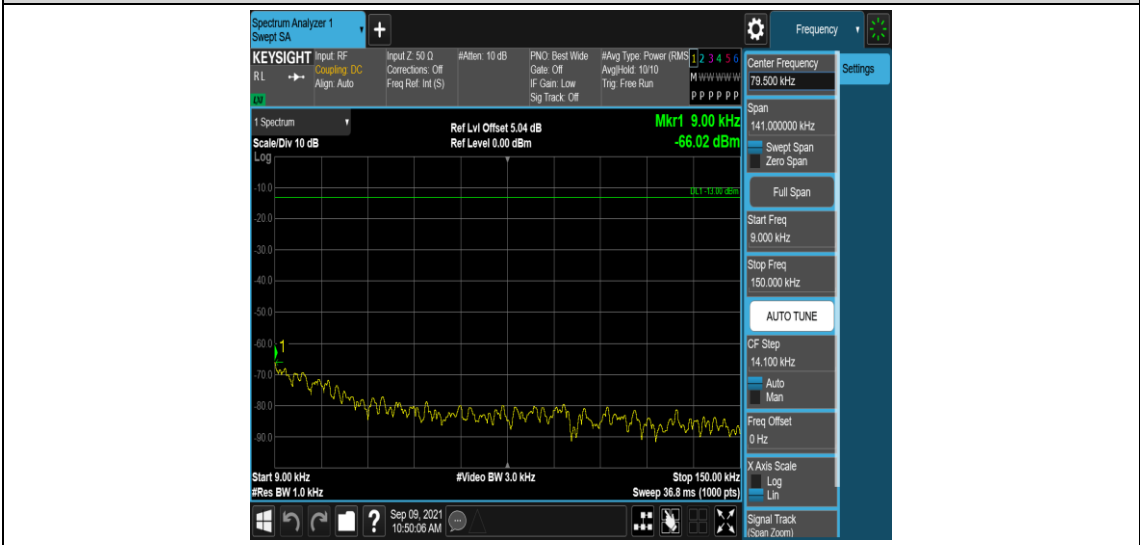 Spectrum Analyzer 1
Swept SA
+
Frequency
KEYSIGHT
RL
LXI
Input: RF
Coupling: DC
Align: Auto
Input Z: 50 Ω
Corrections: Off
Freq Ref: Int (S)
#Atten: 10 dB
PNO: Best Wide
Gate: Off
IF Gain: Low
Sig Track: Off
#Avg Type: Power (RMS
Avg|Hold: 10/10
Trig: Free Run
1 2 3 4 5 6
M W W W W W
P P P P P P
1 Spectrum
Scale/Div 10 dB
Log
Ref Lvl Offset 5.04 dB
Ref Level 0.00 dBm
Mkr1 9.00 kHz
-66.02 dBm
DL1 -13.00 dBm
-10.0
-20.0
-30.0
-40.0
-50.0
-60.0
1
-70.0
-80.0
-90.0
Start 9.00 kHz
#Res BW 1.0 kHz
#Video BW 3.0 kHz
Stop 150.00 kHz
Sweep 36.8 ms (1000 pts)
?
Sep 09, 2021
10:50:06 AM
Center Frequency
79.500 kHz
Settings
Span
141.000000 kHz
Swept Span
Zero Span
Full Span
Start Freq
9.000 kHz
Stop Freq
150.000 kHz
AUTO TUNE
CF Step
14.100 kHz
Auto
Man
Freq Offset
0 Hz
X Axis Scale
Log
Lin
Signal Track
(Span Zoom)